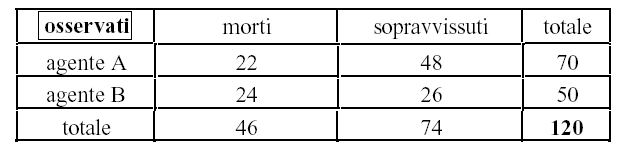 osservati morti sopravvissuti totale
agente A 22 48 70
agente B 24 26 50
totale 46 74 120